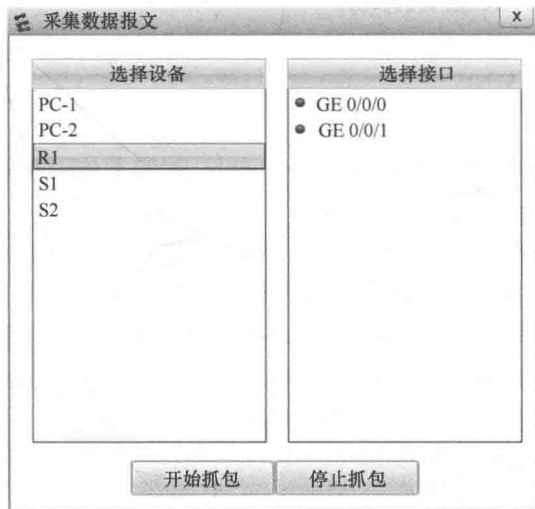 采集数据报文
x
选择设备
PC-1
PC-2
R1
S1
S2
选择接口
GE 0/0/0
GE 0/0/1
开始抓包
停止抓包